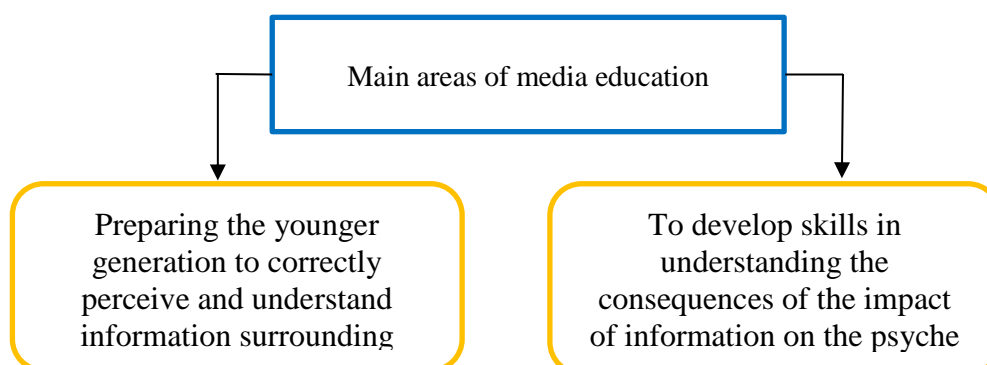 Main areas of media education
Preparing the younger
generation to correctly
perceive and understand
information surrounding
To develop skills in
understanding the
consequences of the impact
of information on the psyche